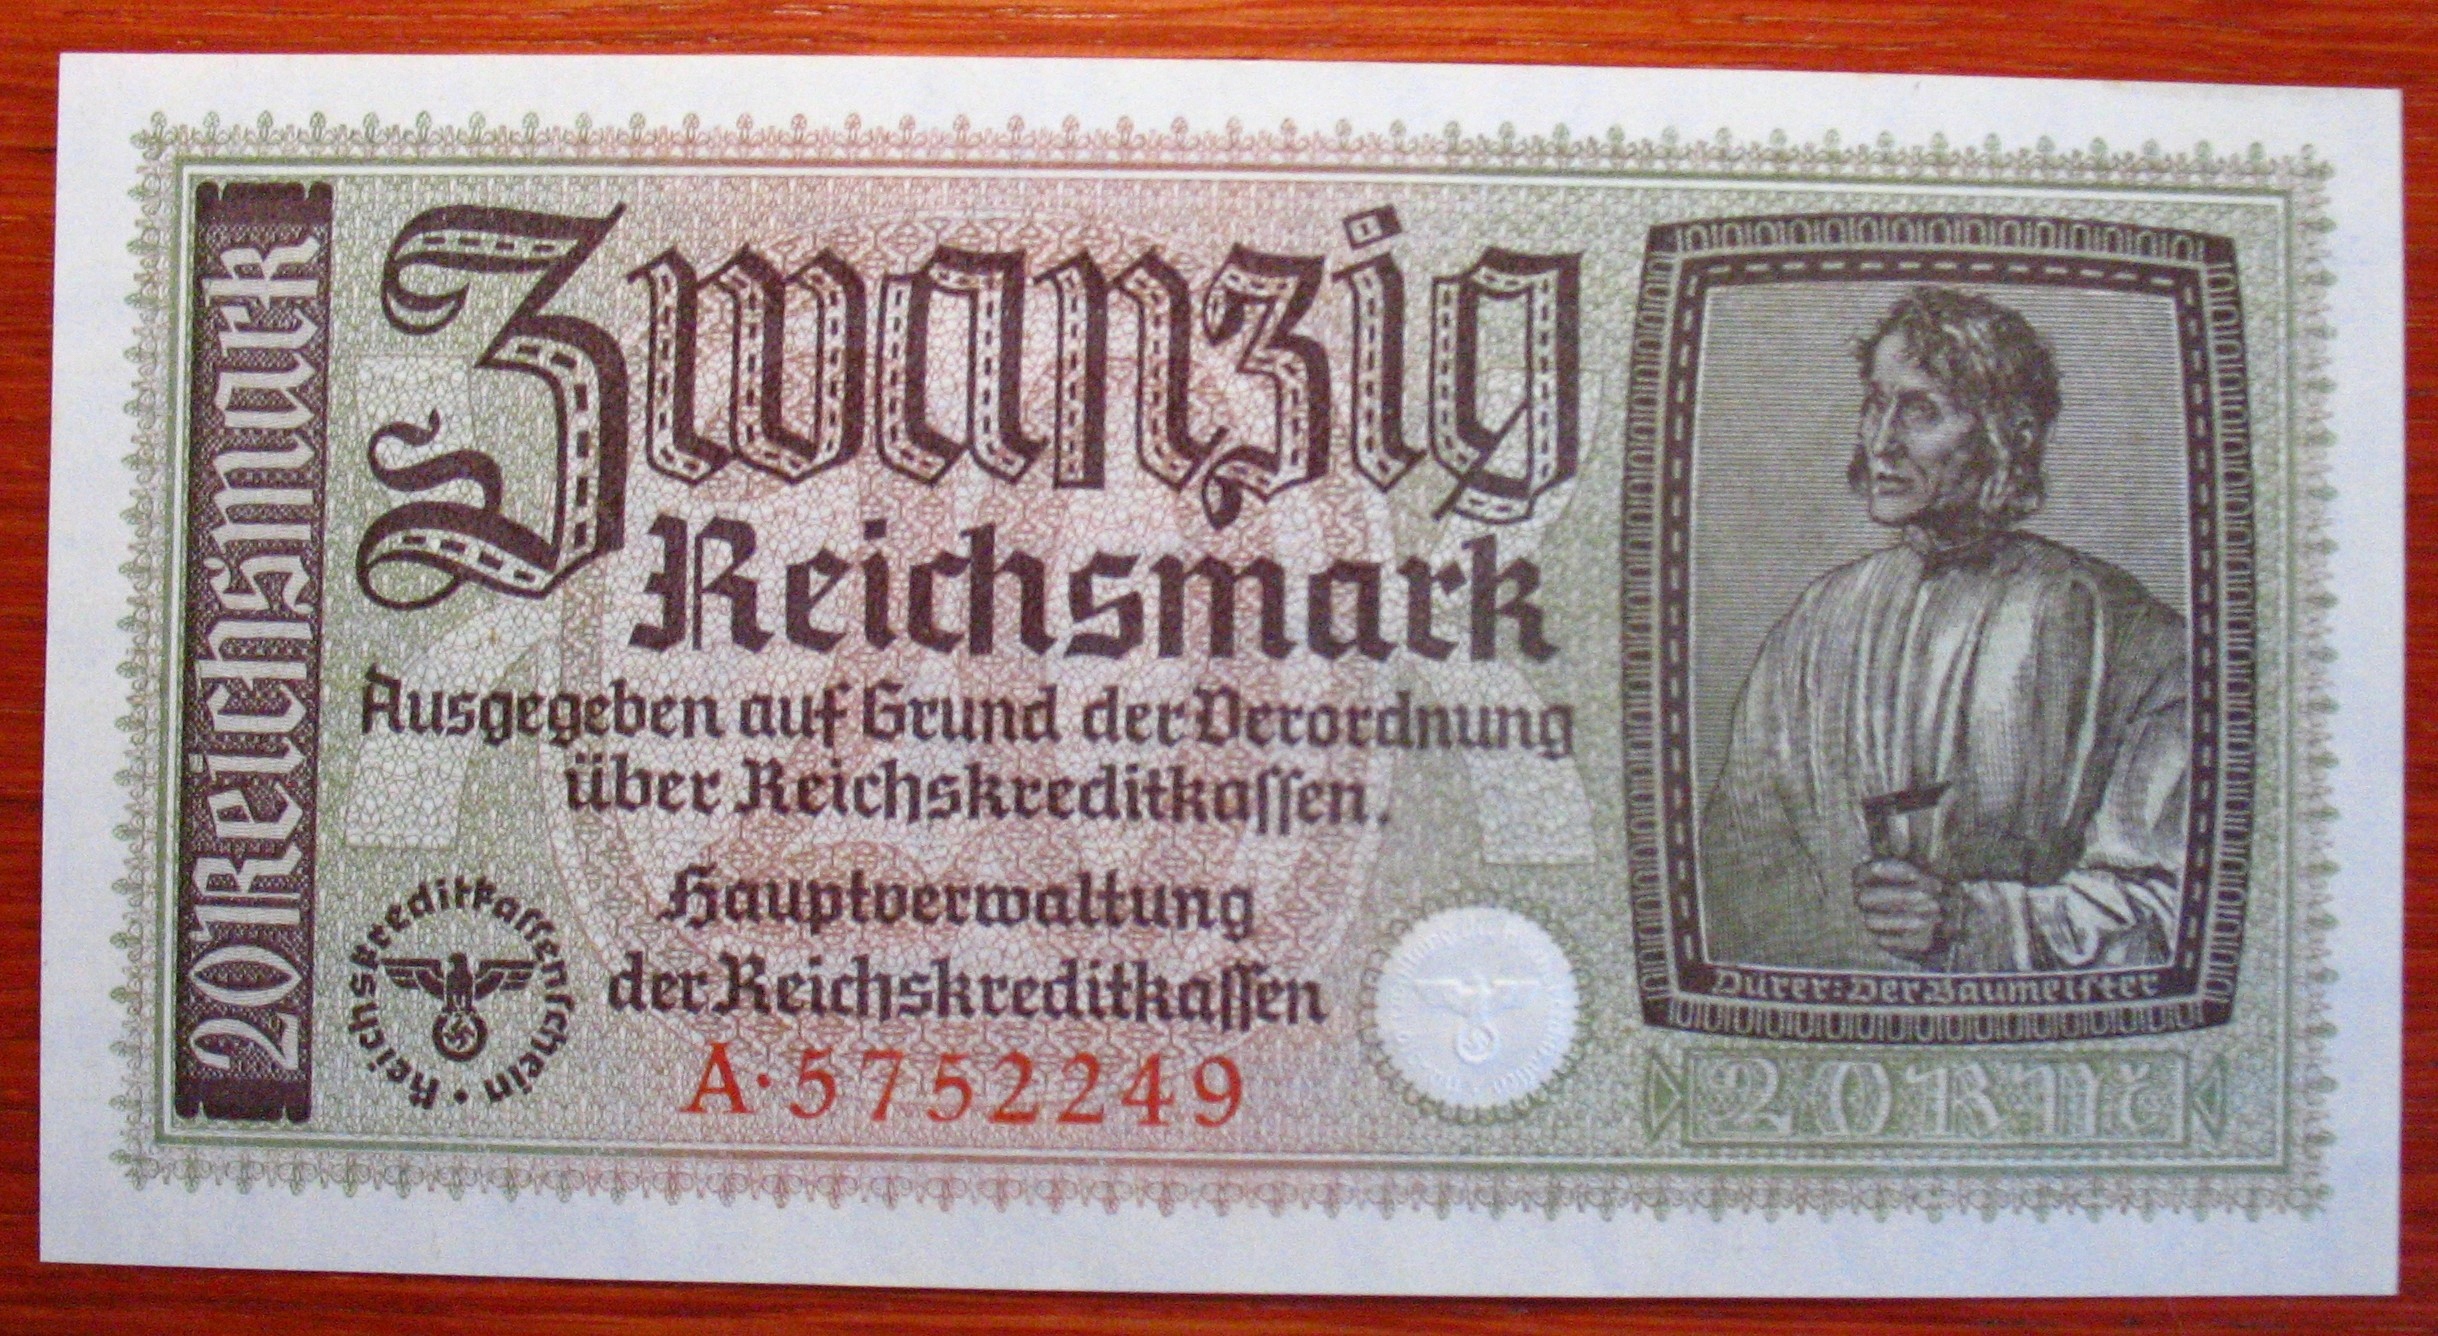 20 Reichsmark
Zwanzig
Reichsmark
Ausgegeben auf Grund der Verordnung
über Reichskreditkaſſen.
Hauptverwaltung
der Reichskreditkaſſen
Reichskreditkaſſenſchein ·
A·5752249
Dürer: Der Baumeiſter
20 RM